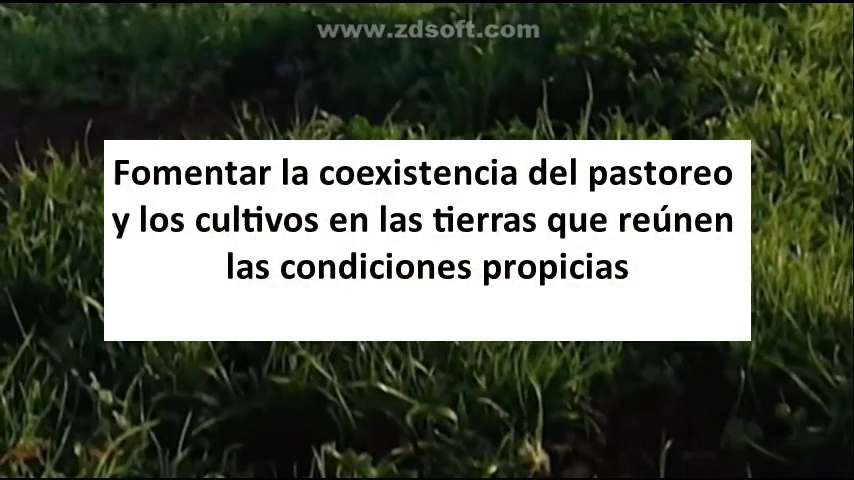 www.zdsoft.com
Fomentar la coexistencia del pastoreo
y los cultivos en las tierras que reúnen
las condiciones propicias